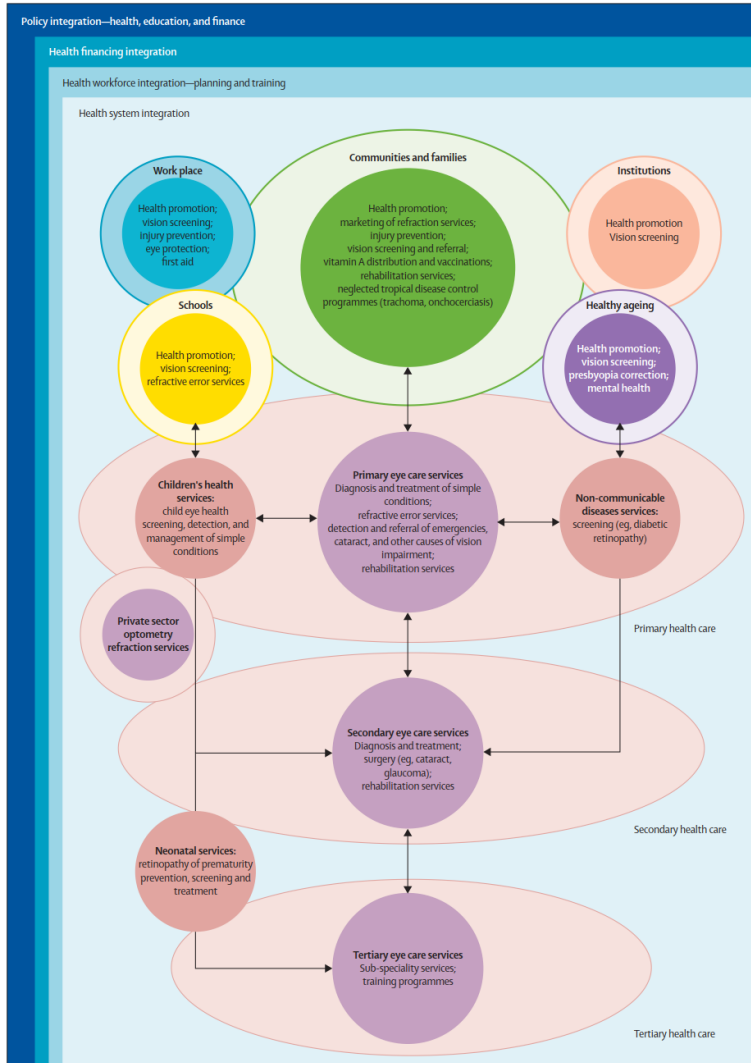 Policy integration—health, education, and finance
Health financing integration
Health workforce integration—planning and training
Health system integration
Work place
Health promotion;
vision screening;
injury prevention;
eye protection;
first aid
Communities and families
Health promotion;
marketing of refraction services;
injury prevention;
vision screening and referral;
vitamin A distribution and vaccinations;
rehabilitation services;
neglected tropical disease control
programmes (trachoma, onchocerciasis)
Institutions
Health promotion
Vision screening
Schools
Health promotion;
vision screening;
refractive error services
Healthy ageing
Health promotion;
vision screening;
presbyopia correction;
mental health
Children's health
services:
child eye health
screening, detection, and
management of simple
conditions
Primary eye care services
Diagnosis and treatment of simple
conditions;
refractive error services;
detection and referral of emergencies,
cataract, and other causes of vision
impairment;
rehabilitation services
Non-communicable
diseases services:
screening (eg, diabetic
retinopathy)
Private sector
optometry
refraction services
Primary health care
Secondary eye care services
Diagnosis and treatment;
surgery (eg, cataract,
glaucoma);
rehabilitation services
Secondary health care
Neonatal services:
retinopathy of prematurity
prevention, screening and
treatment
Tertiary eye care services
Sub-speciality services;
training programmes
Tertiary health care